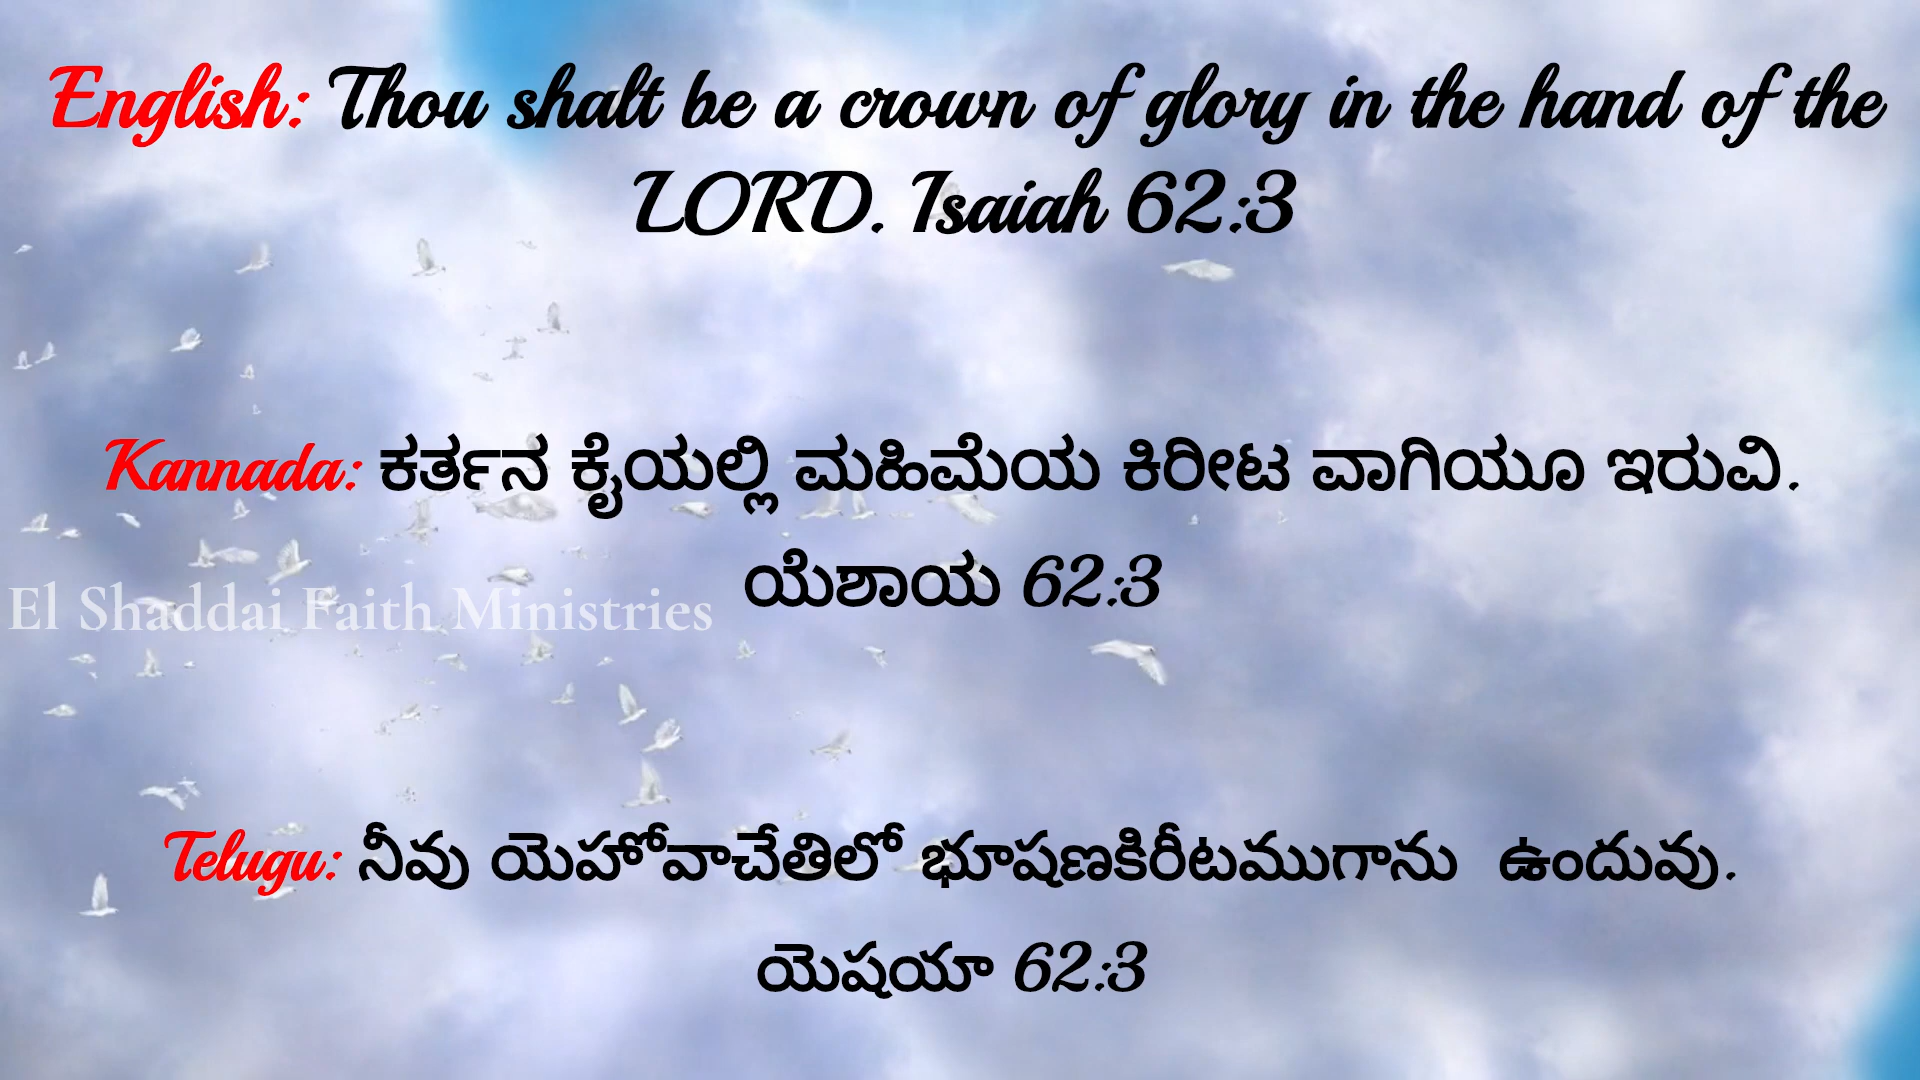 English: Thou shalt be a crown of glory in the hand of the
LORD. Isaiah 62:3
Kannada: ಕರ್ತನ ಕೈಯಲ್ಲಿ ಮಹಿಮೆಯ ಕಿರೀಟ ವಾಗಿಯೂ ಇರುವಿ.
ಯೆಶಾಯ 62:3
El Shaddai Faith Ministries
Telugu: నీవు యెహోవాచేతిలో భూషణకిరీటముగాను ఉందువు.
యెషయా 62:3